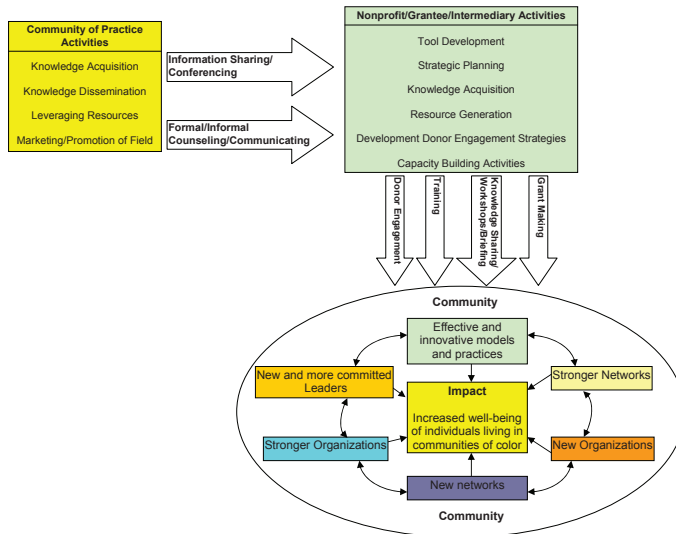 Community of Practice
Activities
Knowledge Acquisition
Knowledge Dissemination
Leveraging Resources
Marketing/Promotion of Field
Information Sharing/
Conferencing
Formal/Informal
Counseling/Communicating
Nonprofit/Grantee/Intermediary Activities
Tool Development
Strategic Planning
Knowledge Acquisition
Resource Generation
Development Donor Engagement Strategies
Capacity Building Activities
Donor Engagement
Training
Knowledge Sharing/
Workshops/Briefing
Grant Making
Community
Effective and
innovative models
and practices
New and more committed
Leaders
Stronger Networks
Impact
Increased well-being
of individuals living in
communities of color
Stronger Organizations
New Organizations
New networks
Community